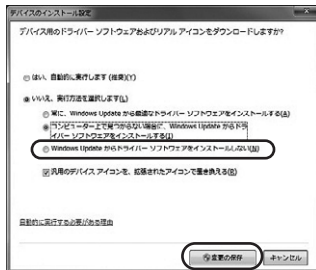 デバイスのインストール設定
デバイス用のドライバー ソフトウェアおよびリアル アイコンをダウンロードしますか?
はい、自動的に実行します (推奨)(Y)
いいえ、実行方法を選択します(L)
常に、Windows Update から最適なドライバー ソフトウェアをインストールする(A)
コンピューター上で見つからない場合に、Windows Update からドラ
イバー ソフトウェアをインストールする(I)
Windows Update からドライバー ソフトウェアをインストールしない(N)
汎用のデバイス アイコンを、拡張されたアイコンで置き換える(R)
自動的に実行する必要がある理由
変更の保存
キャンセル